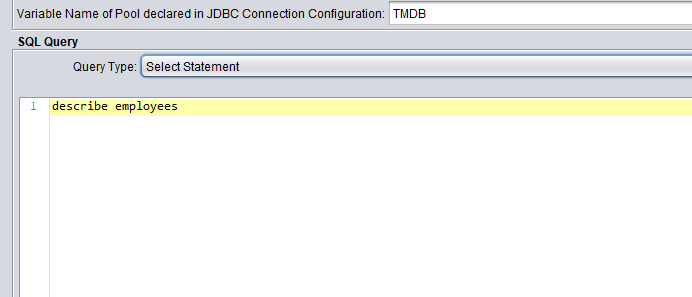 Variable Name of Pool declared in JDBC Connection Configuration: TMDB
SQL Query
Query Type: Select Statement
1 describe employees